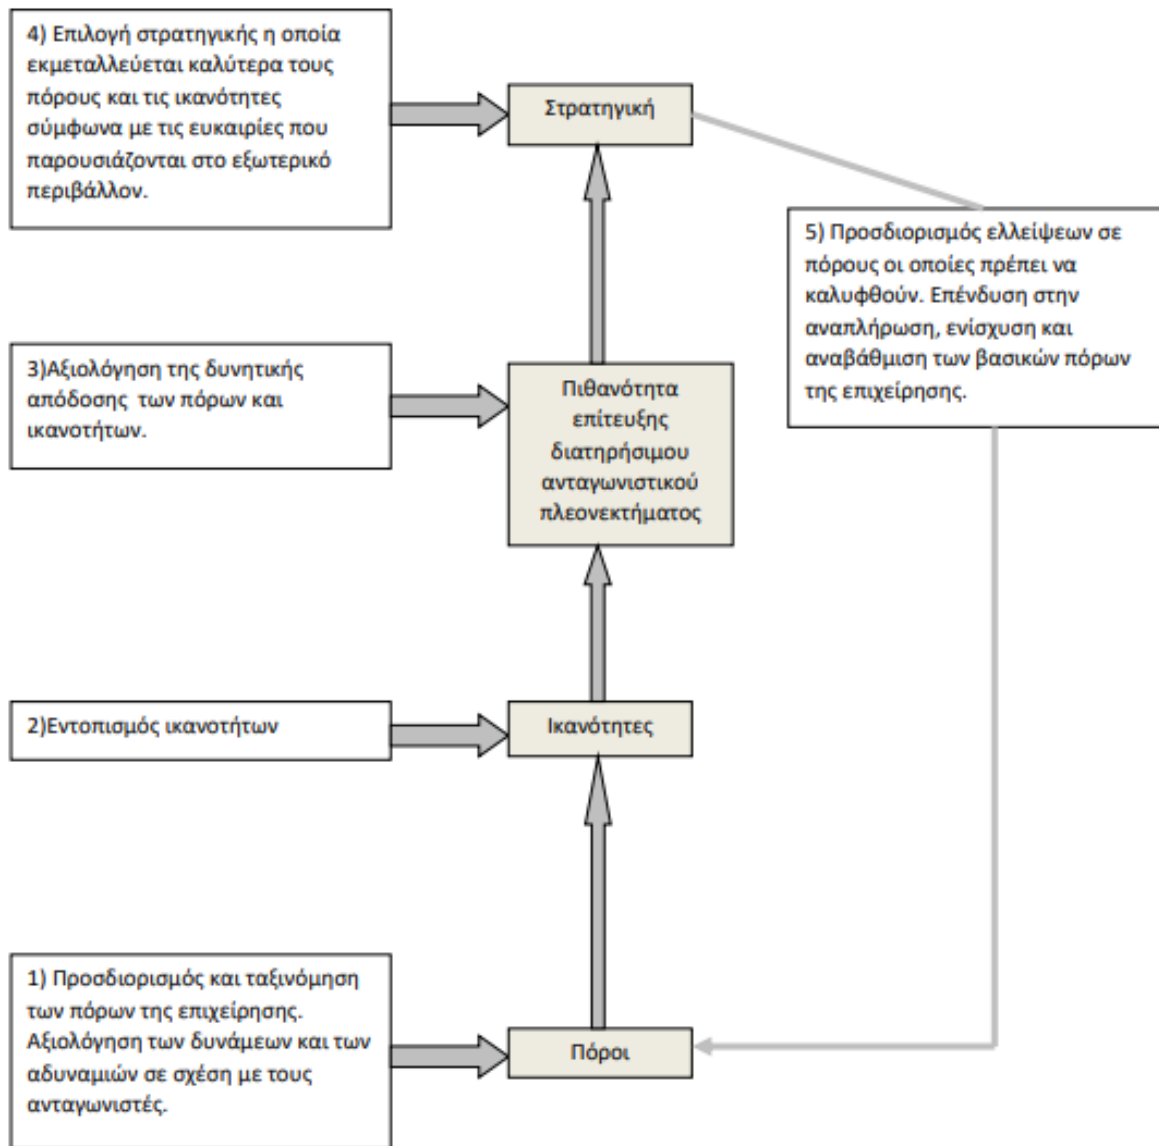 4) Επιλογή στρατηγικής η οποία
εκμεταλλεύεται καλύτερα τους
πόρους και τις ικανότητες
σύμφωνα με τις ευκαιρίες που
παρουσιάζονται στο εξωτερικό
περιβάλλον.
Στρατηγική
5) Προσδιορισμός ελλείψεων σε
πόρους οι οποίες πρέπει να
καλυφθούν. Επένδυση στην
αναπλήρωση, ενίσχυση και
αναβάθμιση των βασικών πόρων
της επιχείρησης.
3)Αξιολόγηση της δυνητικής
απόδοσης των πόρων και
ικανοτήτων.
Πιθανότητα
επίτευξης
διατηρήσιμου
ανταγωνιστικού
πλεονεκτήματος
2)Εντοπισμός ικανοτήτων
Ικανότητες
1) Προσδιορισμός και ταξινόμηση
των πόρων της επιχείρησης.
Αξιολόγηση των δυνάμεων και των
αδυναμιών σε σχέση με τους
ανταγωνιστές.
Πόροι